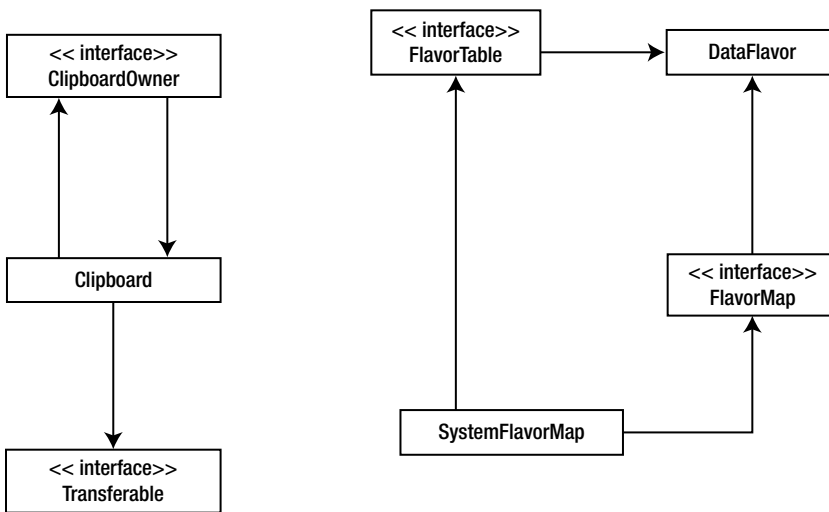 << interface>>
ClipboardOwner
Clipboard
<< interface>>
Transferable
<< interface>>
FlavorTable
DataFlavor
<< interface>>
FlavorMap
SystemFlavorMap